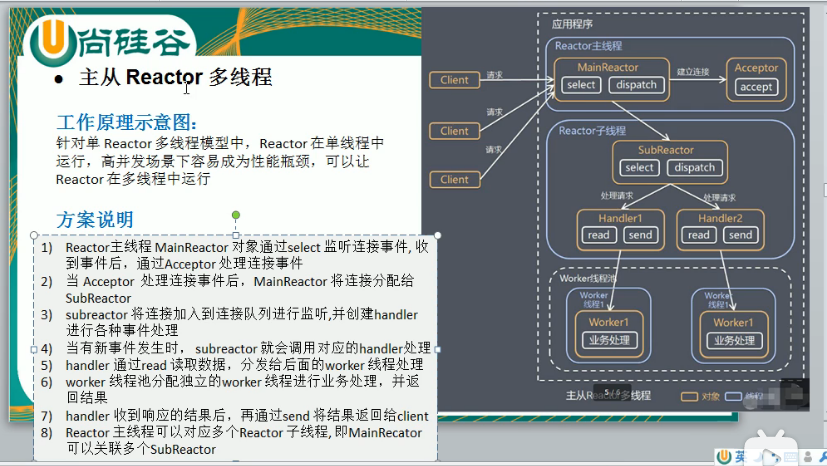 尚硅谷
● 主从 Reactor 多线程
工作原理示意图:
针对单 Reactor 多线程模型中，Reactor 在单线程中
运行，高并发场景下容易成为性能瓶颈，可以让
Reactor 在多线程中运行
方案说明
1) Reactor主线程 MainReactor 对象通过select 监听连接事件, 收
到事件后，通过Acceptor 处理连接事件
2) 当 Acceptor 处理连接事件后，MainReactor 将连接分配给
SubReactor
3) subreactor 将连接加入到连接队列进行监听,并创建handler
进行各种事件处理
4) 当有新事件发生时， subreactor 就会调用对应的handler处理
5) handler 通过read 读取数据，分发给后面的worker 线程处理
6) worker 线程池分配独立的worker 线程进行业务处理，并返
回结果
7) handler 收到响应的结果后，再通过send 将结果返回给client
8) Reactor 主线程可以对应多个Reactor 子线程, 即MainRecator
可以关联多个SubReactor
应用程序
Reactor主线程
MainReactor
select
dispatch
建立连接
Acceptor
accept
Client
请求
Client
请求
Client
请求
Reactor子线程
SubReactor
select
dispatch
处理请求
处理请求
Handler1
read
send
Handler2
read
send
Worker线程池
Worker
线程1
Worker1
业务处理
Worker
线程1
Worker1
业务处理
主从Reactor多线程
对象
线程
英